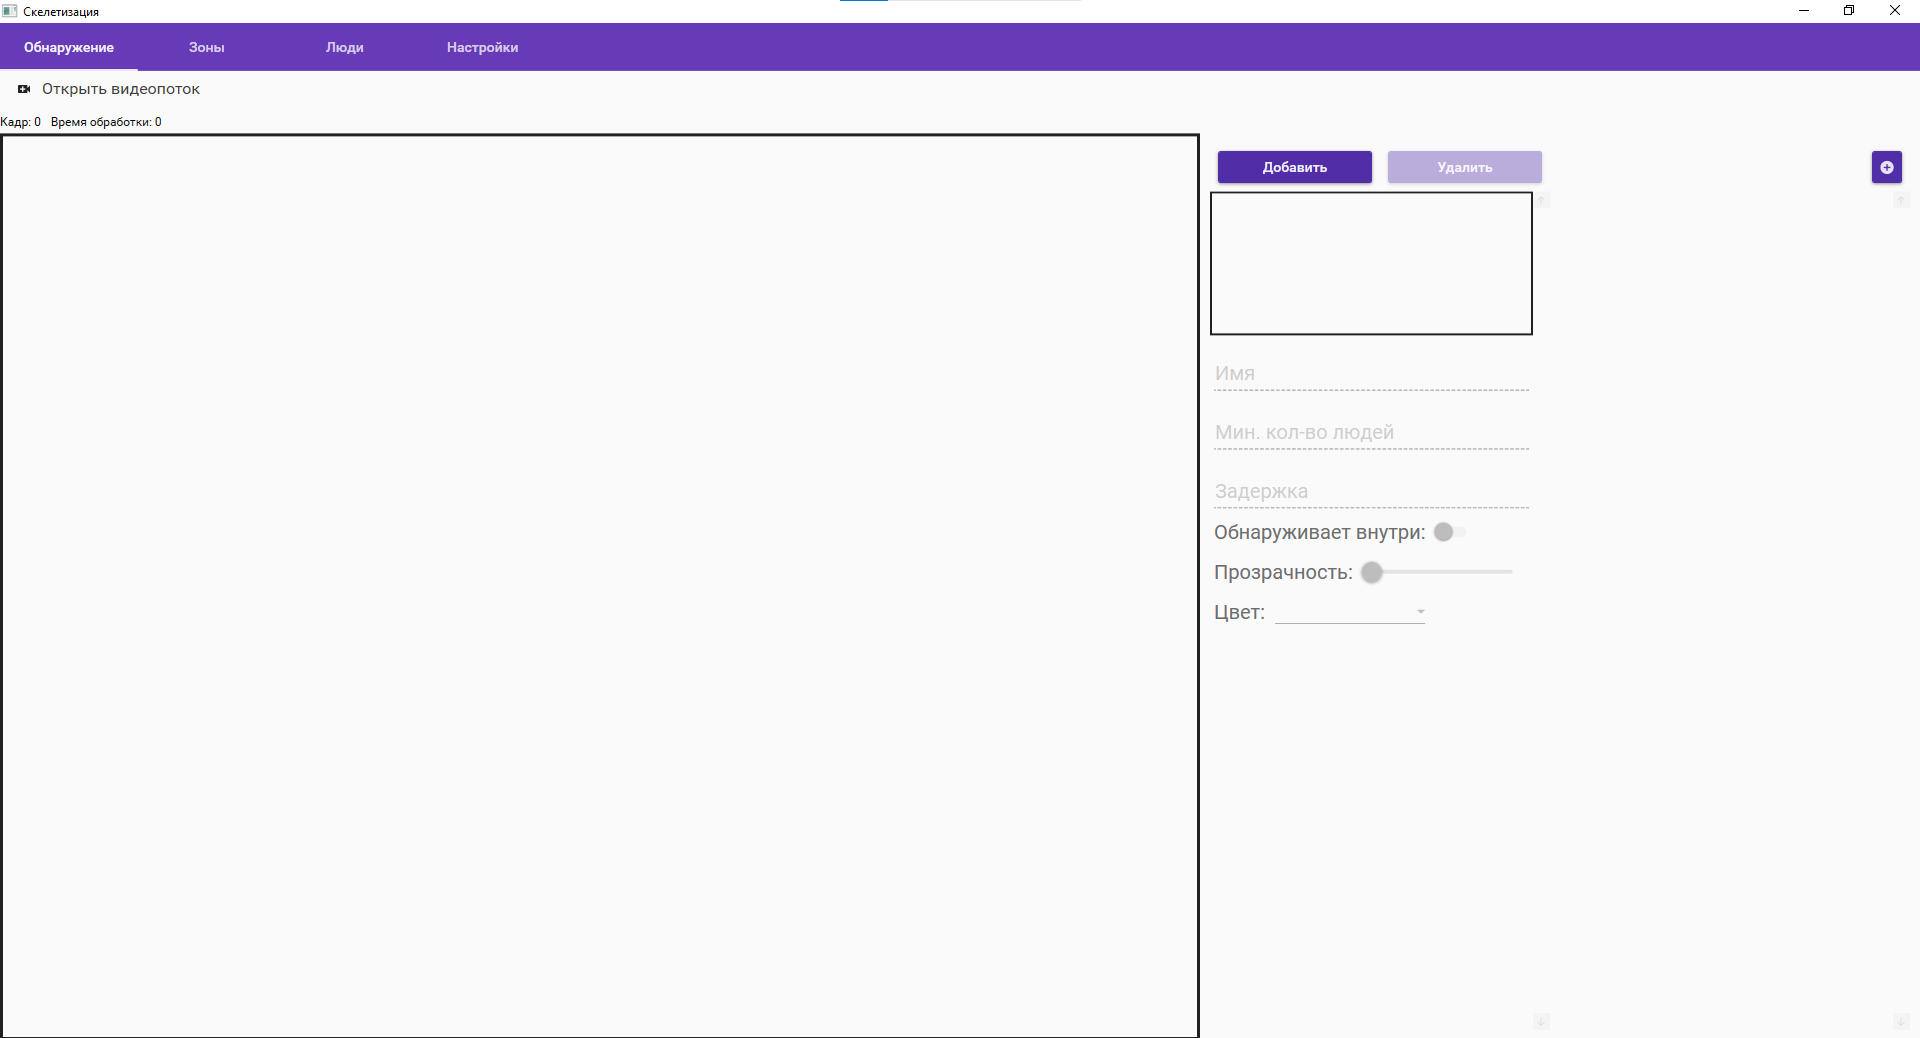 Скелетизация
Обнаружение Зоны Люди Настройки
Открыть видеопоток
Кадр: 0 Время обработки: 0
Добавить Удалить
Имя
Мин. кол-во людей
Задержка
Обнаруживает внутри:
Прозрачность:
Цвет: